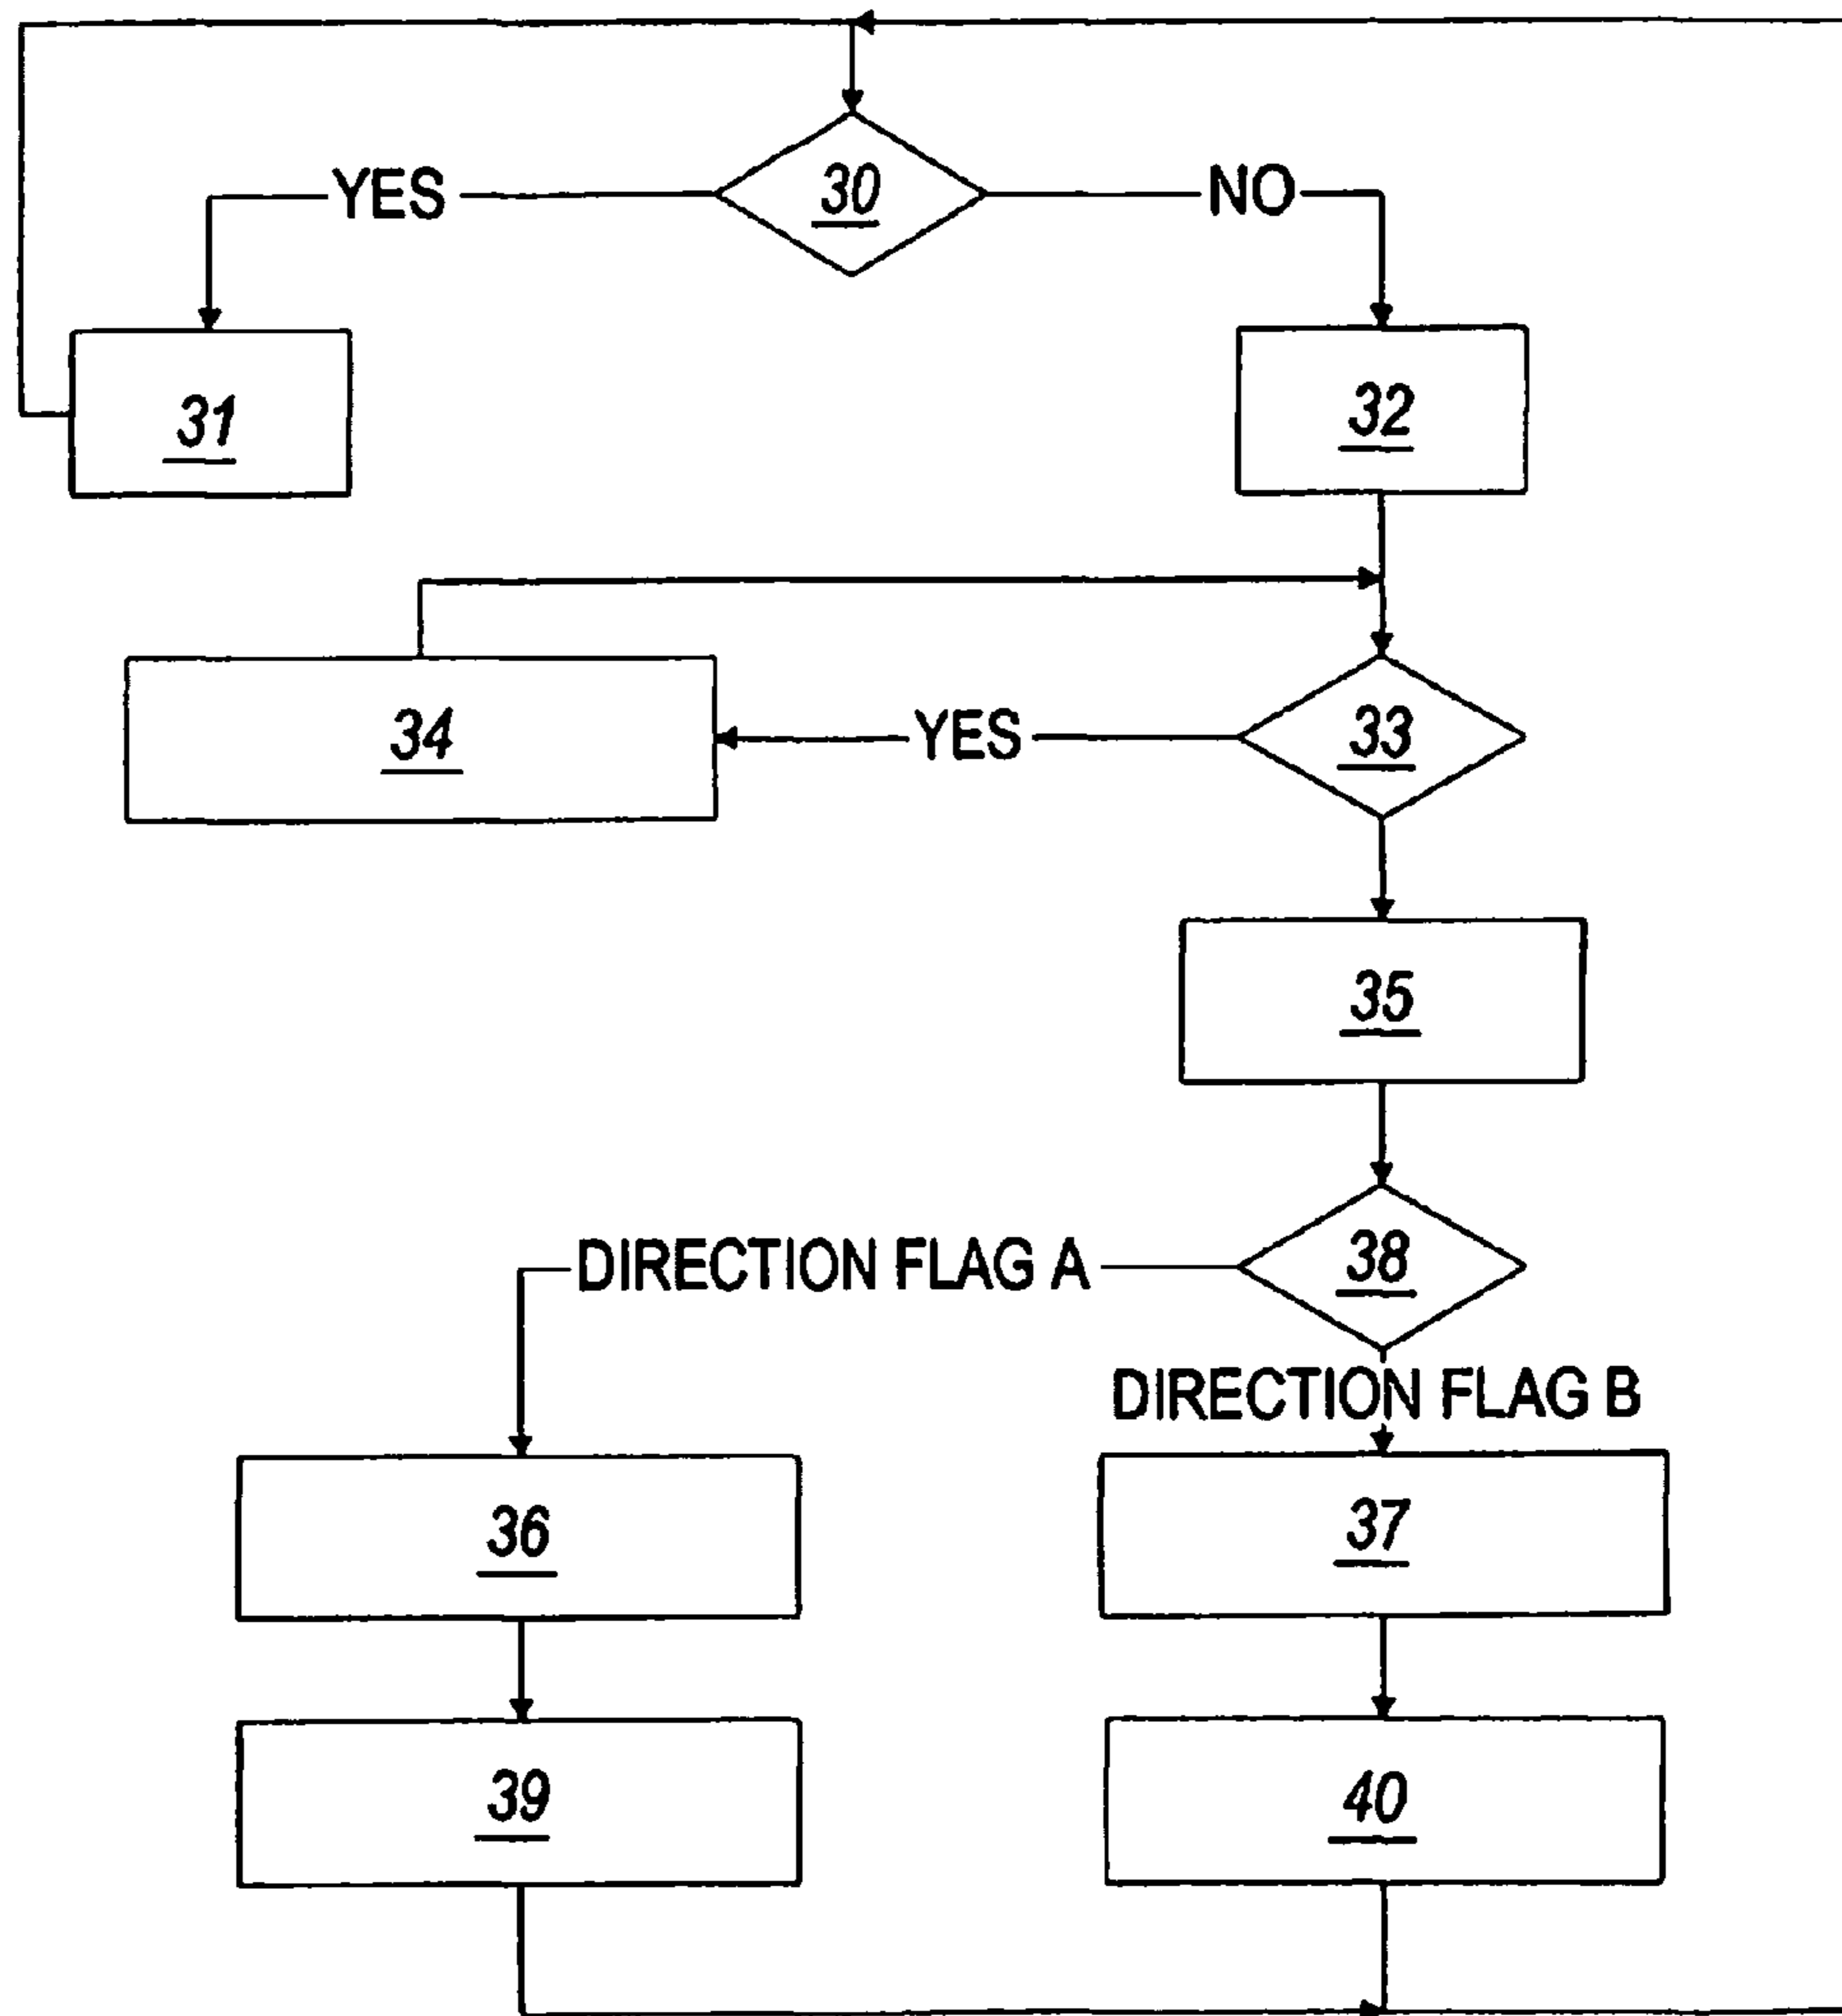 30
YES
NO
31
32
34
YES
33
35
DIRECTION FLAG A
38
DIRECTION FLAG B
36
37
39
40